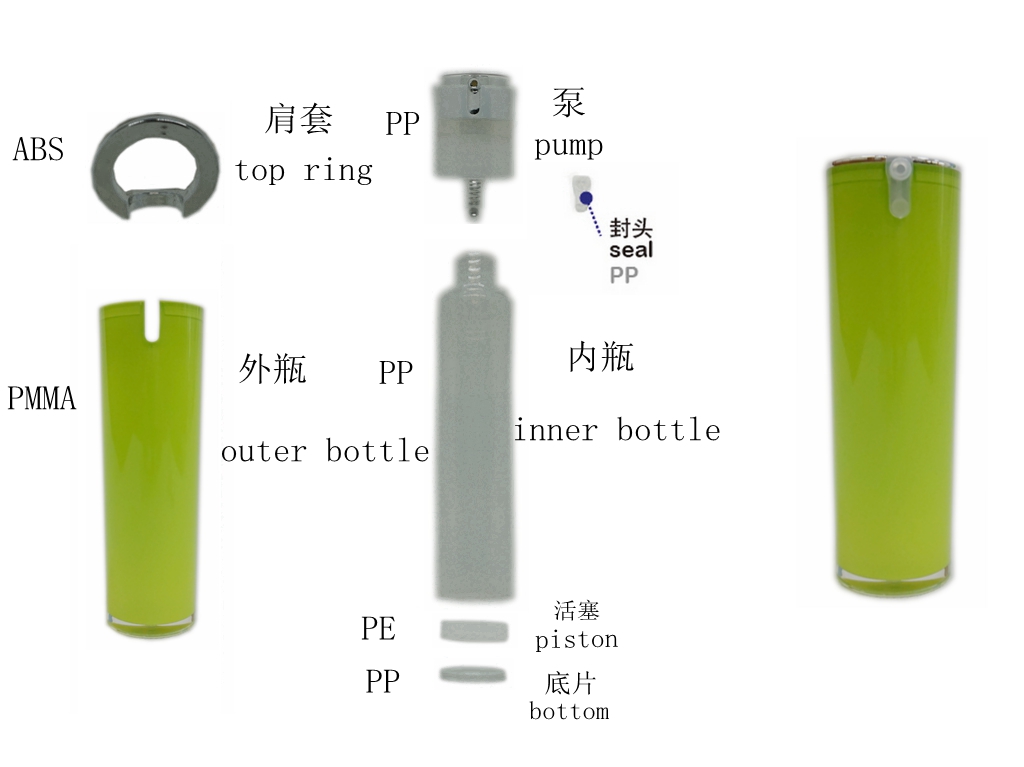 ABS
肩套
top ring
PP
泵
pump
封头
seal
PP
PMMA
外瓶
outer bottle
PP
内瓶
inner bottle
PE
活塞
piston
PP
底片
bottom